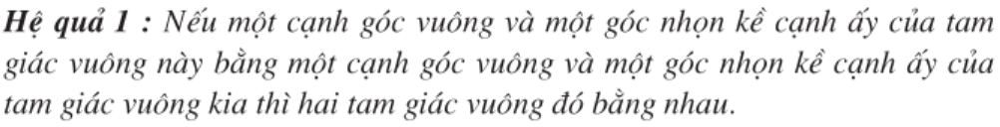 Hệ quả 1 : Nếu một cạnh góc vuông và một góc nhọn kề cạnh ấy của tam
giác vuông này bằng một cạnh góc vuông và một góc nhọn kề cạnh ấy của
tam giác vuông kia thì hai tam giác vuông đó bằng nhau.